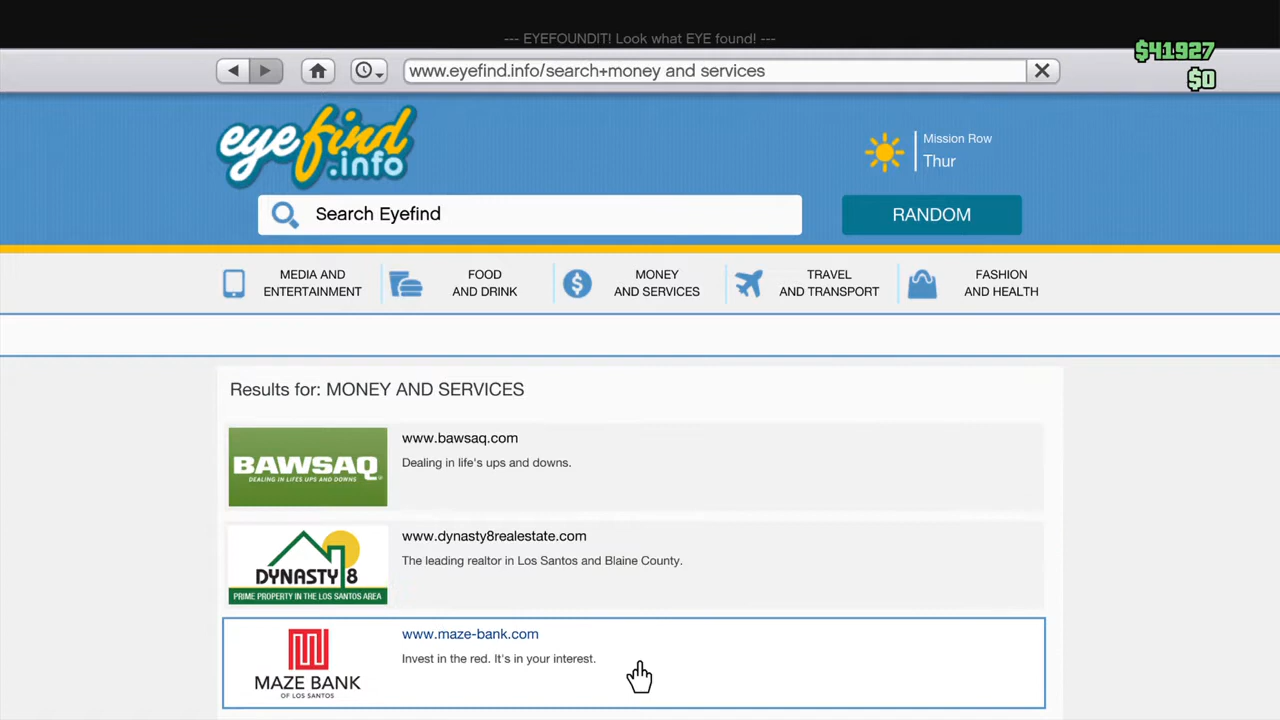 --- EYEFOUNDIT! Look what EYE found! ---
$41927
$0
www.eyefind.info/search+money and services
eyefind
.info
Mission Row
Thur
Search Eyefind
RANDOM
MEDIA AND
ENTERTAINMENT
FOOD
AND DRINK
MONEY
AND SERVICES
TRAVEL
AND TRANSPORT
FASHION
AND HEALTH
Results for: MONEY AND SERVICES
BAWSAQ
DEALING IN LIFES UPS AND DOWNS
www.bawsaq.com
Dealing in life's ups and downs.
DYNASTY 8
PRIME PROPERTY IN THE LOS SANTOS AREA
www.dynasty8realestate.com
The leading realtor in Los Santos and Blaine County.
MAZE BANK
OF LOS SANTOS
www.maze-bank.com
Invest in the red. It's in your interest.